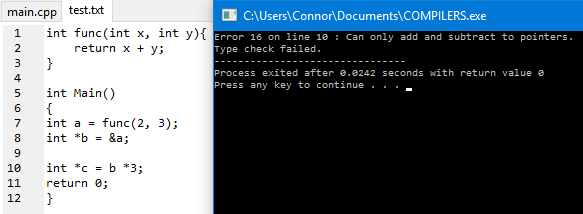 main.cpp test.txt
1 int func(int x, int y){
2 return x + y;
3 }
4
5 int Main()
6 {
7 int a = func(2, 3);
8 int *b = &a;
9
10 int *c = b *3;
11 return 0;
12 }
C:\Users\Connor\Documents\COMPILERS.exe
Error 16 on line 10 : Can only add and subtract to pointers.
Type check failed.
--------------------------------
Process exited after 0.0242 seconds with return value 0
Press any key to continue . . .